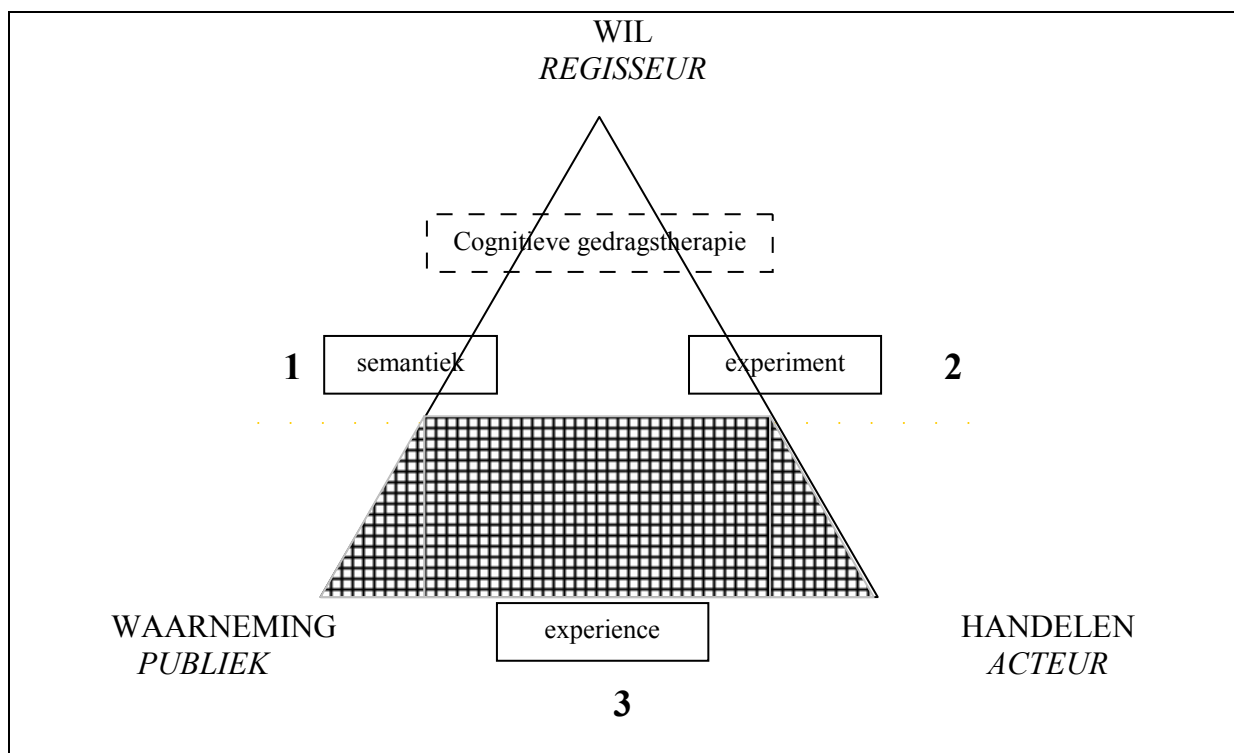 WIL
REGISSEUR
Cognitieve gedragstherapie
1 semantiek experiment 2
experience
WAARNEMING HANDELEN
PUBLIEK ACTEUR
3